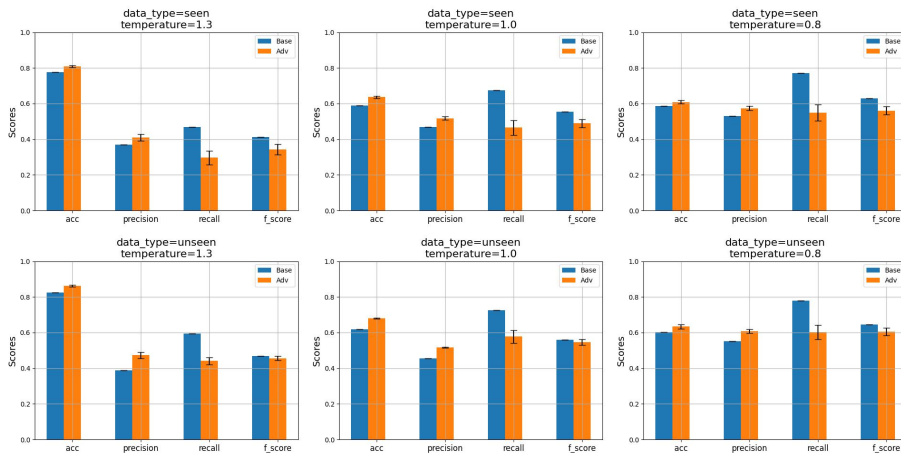 data_type=seen
temperature=1.3
1.0
0.8
0.6
0.4
0.2
0.0
Scores
Base
Adv
acc precision recall f_score
data_type=seen
temperature=1.0
1.0
0.8
0.6
0.4
0.2
0.0
Scores
Base
Adv
acc precision recall f_score
data_type=seen
temperature=0.8
1.0
0.8
0.6
0.4
0.2
0.0
Scores
Base
Adv
acc precision recall f_score
data_type=unseen
temperature=1.3
1.0
0.8
0.6
0.4
0.2
0.0
Scores
Base
Adv
acc precision recall f_score
data_type=unseen
temperature=1.0
1.0
0.8
0.6
0.4
0.2
0.0
Scores
Base
Adv
acc precision recall f_score
data_type=unseen
temperature=0.8
1.0
0.8
0.6
0.4
0.2
0.0
Scores
Base
Adv
acc precision recall f_score